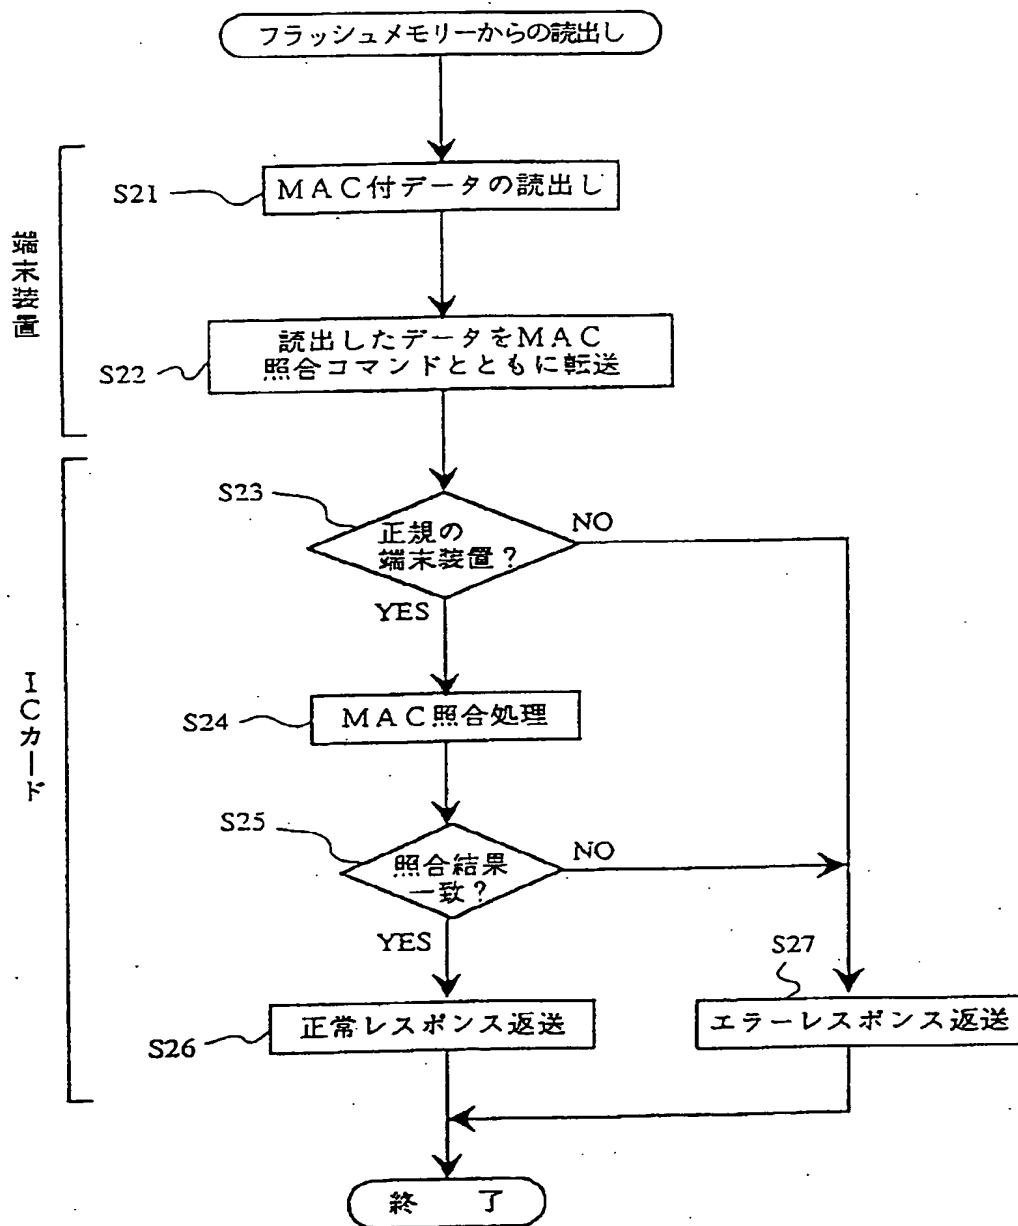 フラッシュメモリーからの読出し
端末装置
S21
MAC付データの読出し
S22
読出したデータをMAC
照合コマンドとともに転送
ICカード
S23
正規の
端末装置?
NO
YES
S24
MAC照合処理
S25
照合結果
一致?
NO
YES
S26
正常レスポンス返送
S27
エラーレスポンス返送
終 了